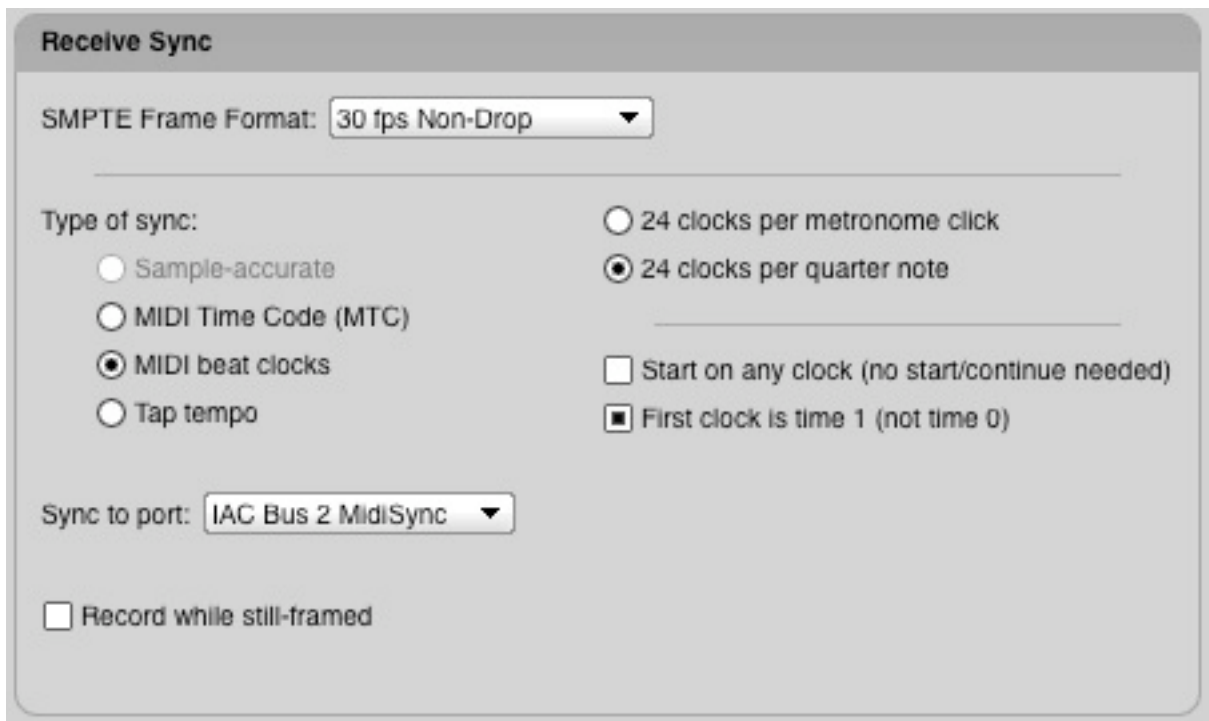 Receive Sync
SMPTE Frame Format: 30 fps Non-Drop
Type of sync:
Sample-accurate
MIDI Time Code (MTC)
MIDI beat clocks
Tap tempo
24 clocks per metronome click
24 clocks per quarter note
Start on any clock (no start/continue needed)
First clock is time 1 (not time 0)
Sync to port: IAC Bus 2 MidiSync
Record while still-framed